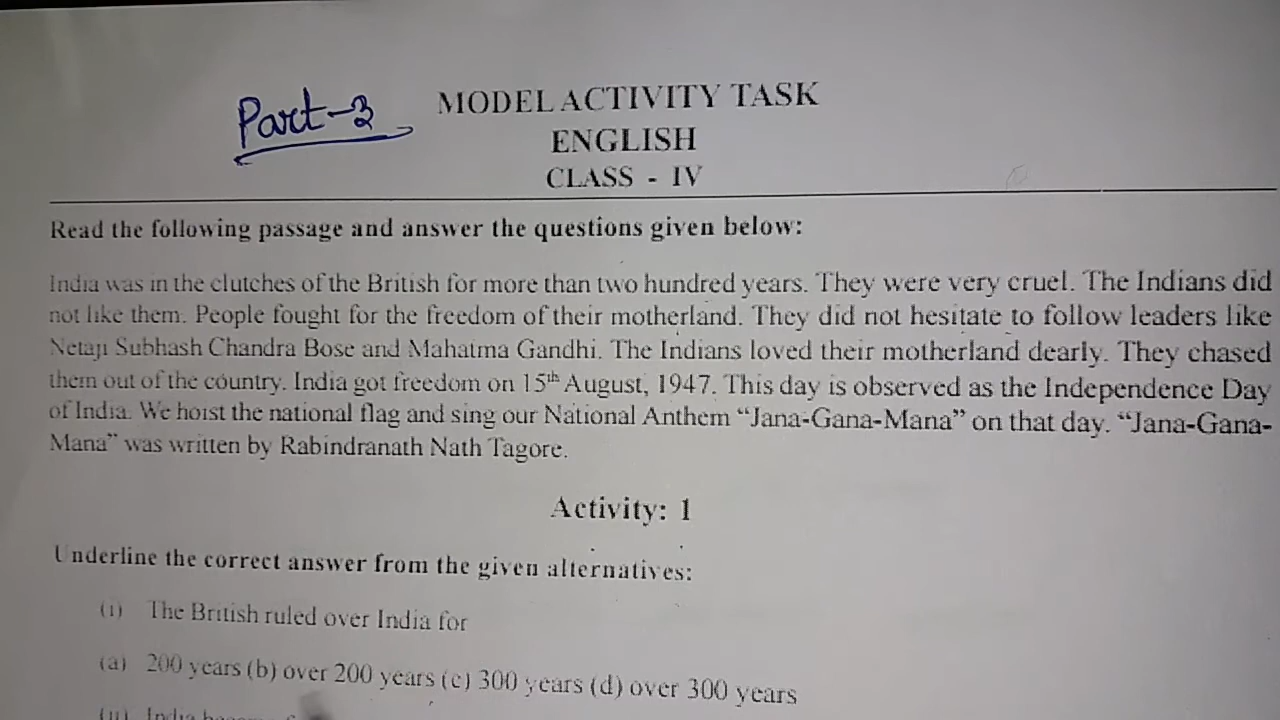 Part-3
MODEL ACTIVITY TASK
ENGLISH
CLASS - IV
Read the following passage and answer the questions given below:
India was in the clutches of the British for more than two hundred years. They were very cruel. The Indians did
not like them. People fought for the freedom of their motherland. They did not hesitate to follow leaders like
Netaji Subhash Chandra Bose and Mahatma Gandhi. The Indians loved their motherland dearly. They chased
them out of the country. India got freedom on 15th August, 1947. This day is observed as the Independence Day
of India. We hoist the national flag and sing our National Anthem “Jana-Gana-Mana” on that day. “Jana-Gana-
Mana” was written by Rabindranath Nath Tagore.
Activity: 1
Underline the correct answer from the given alternatives:
(i) The British ruled over India for
(a) 200 years (b) over 200 years (c) 300 years (d) over 300 years
(ii) India